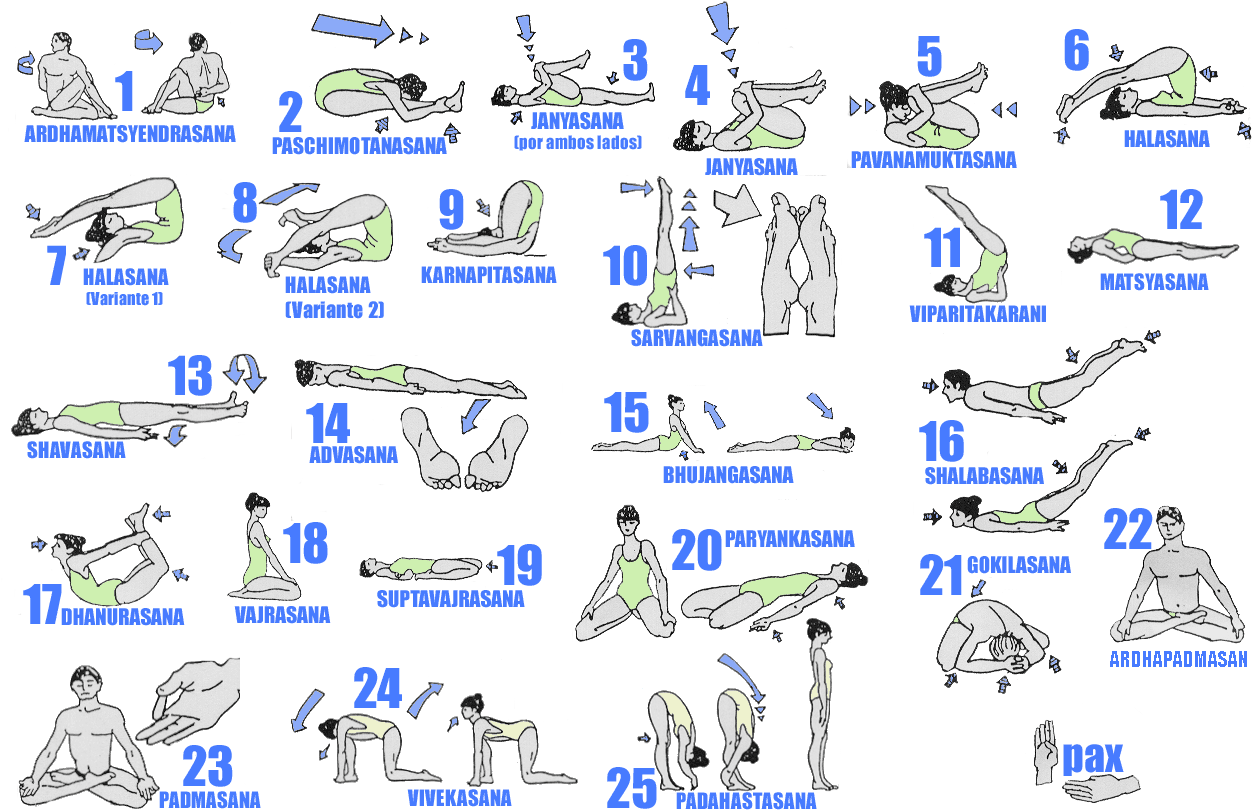 1
ARDHAMATSYENDRASANA
2
PASCHIMOTANASANA
3
JANYASANA
(por ambos lados)
4
JANYASANA
5
PAVANAMUKTASANA
6
HALASANA
7
HALASANA
(Variante 1)
8
HALASANA
(Variante 2)
9
KARNAPITASANA
10
SARVANGASANA
11
VIPARITAKARANI
12
MATSYASANA
13
SHAVASANA
14
ADVASANA
15
BHUJANGASANA
16
SHALABASANA
17
DHANURASANA
18
VAJRASANA
19
SUPTAVAJRASANA
20
PARYANKASANA
21
GOKILASANA
22
ARDHAPADMASAN
23
PADMASANA
24
VIVEKASANA
25
PADAHASTASANA
pax